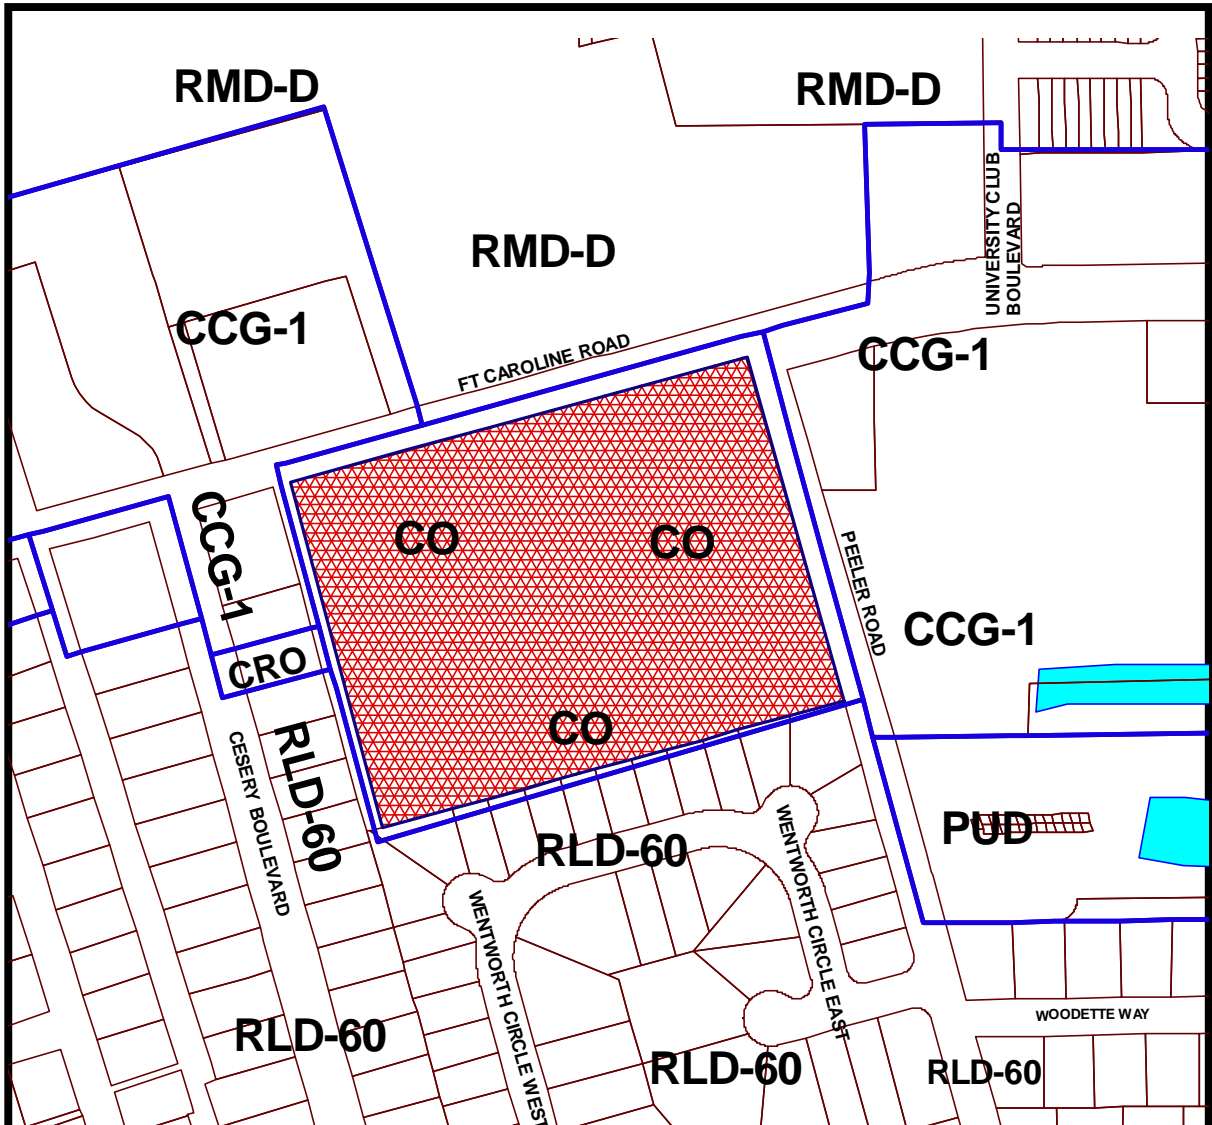 RMD-D
RMD-D
RMD-D
UNIVERSITY CLUB
BOULEVARD
CCG-1
FT CAROLINE ROAD
CCG-1
CCG-1
CO
CO
PEELER ROAD
CCG-1
CRO
CO
CESERY BOULEVARD
RLD-60
RLD-60
WENTWORTH CIRCLE EAST
PUD
WENTWORTH CIRCLE WEST
WOODETTE WAY
RLD-60
RLD-60
RLD-60